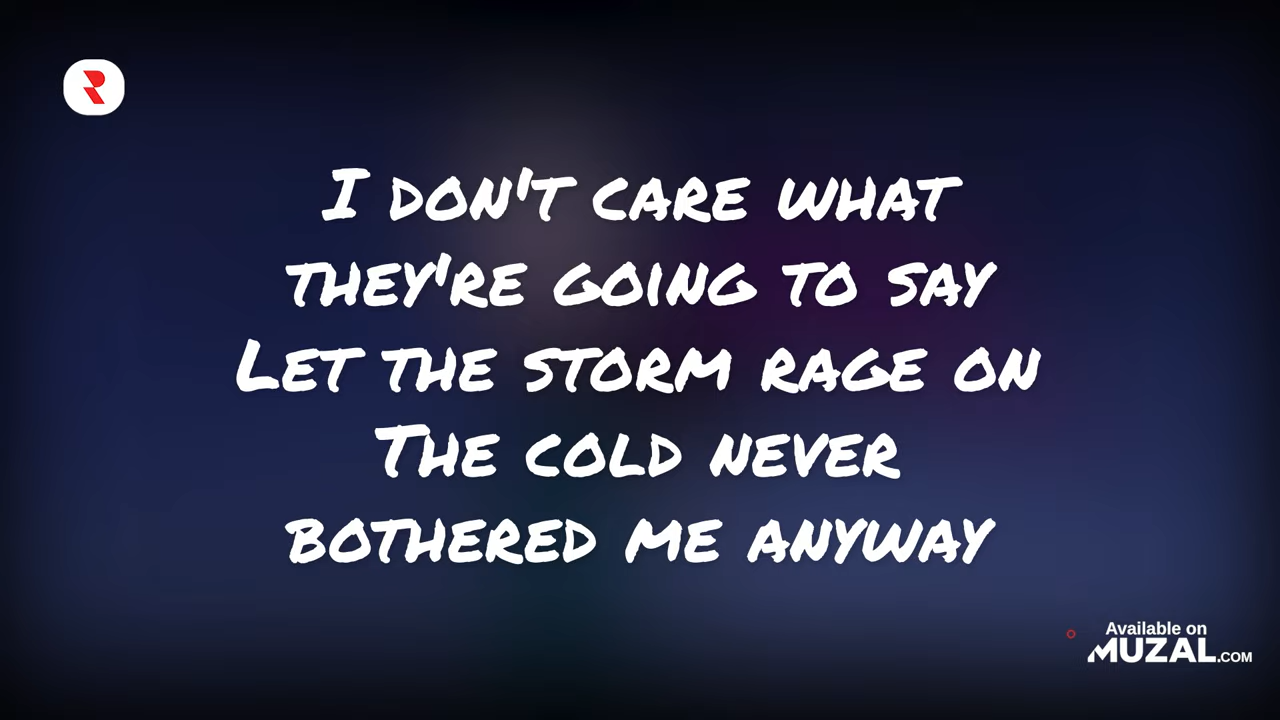 I don't care what
they're going to say
Let the storm rage on
The cold never
bothered me anyway
Available on
MUZAL.COM